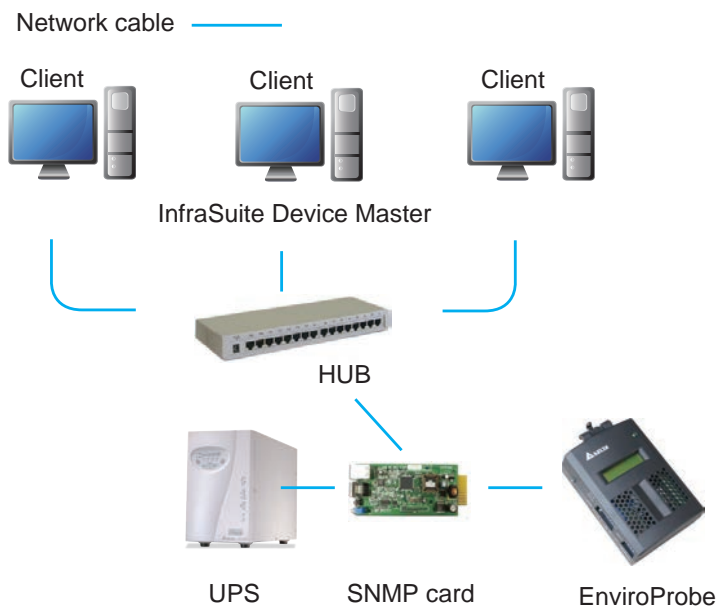 Network cable
Client
Client
Client
InfraSuite Device Master
HUB
UPS
SNMP card
EnviroProbe